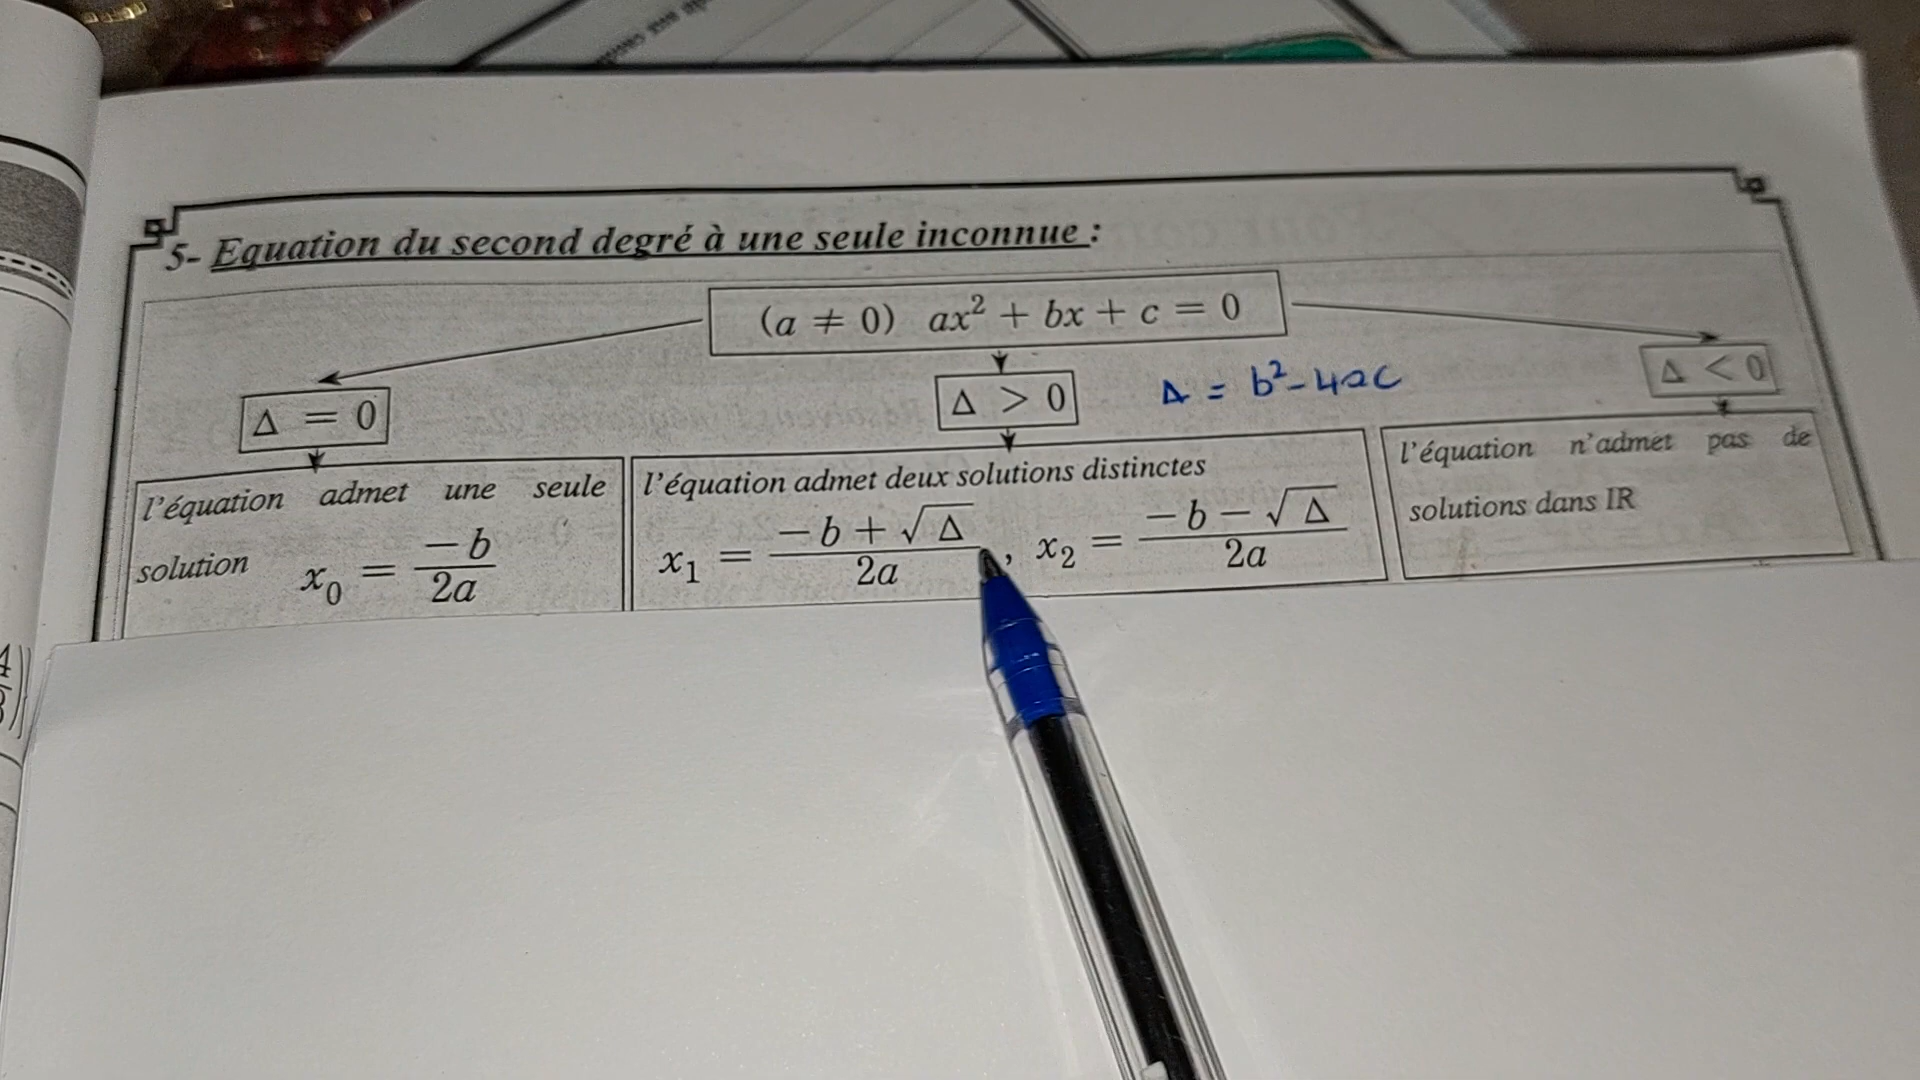 5- Equation du second degré à une seule inconnue :
(a ≠ 0) ax² + bx + c = 0
Δ = 0
Δ > 0
Δ = b²-4ac
Δ < 0
l'équation admet une seule
solution x₀ = -b / 2a
l'équation admet deux solutions distinctes
x₁ = (-b + √Δ) / 2a , x₂ = (-b - √Δ) / 2a
l'équation n'admet pas de
solutions dans IR